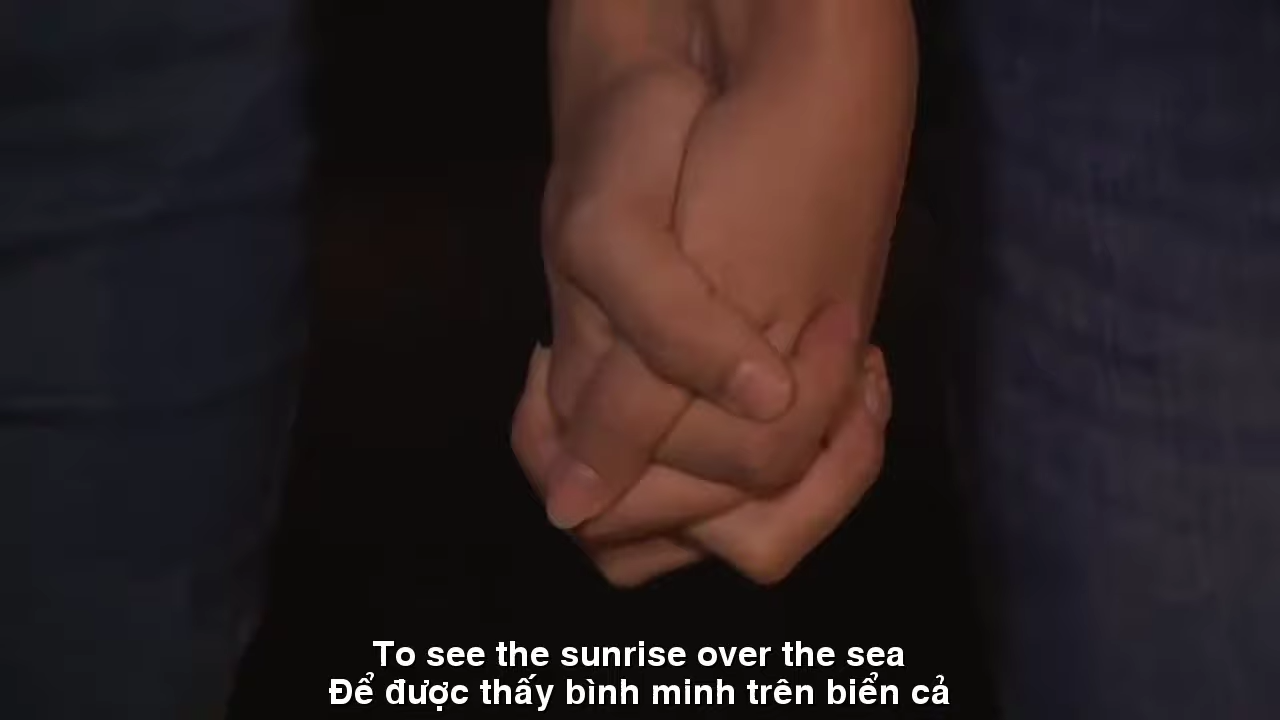 To see the sunrise over the sea
Để được thấy bình minh trên biển cả